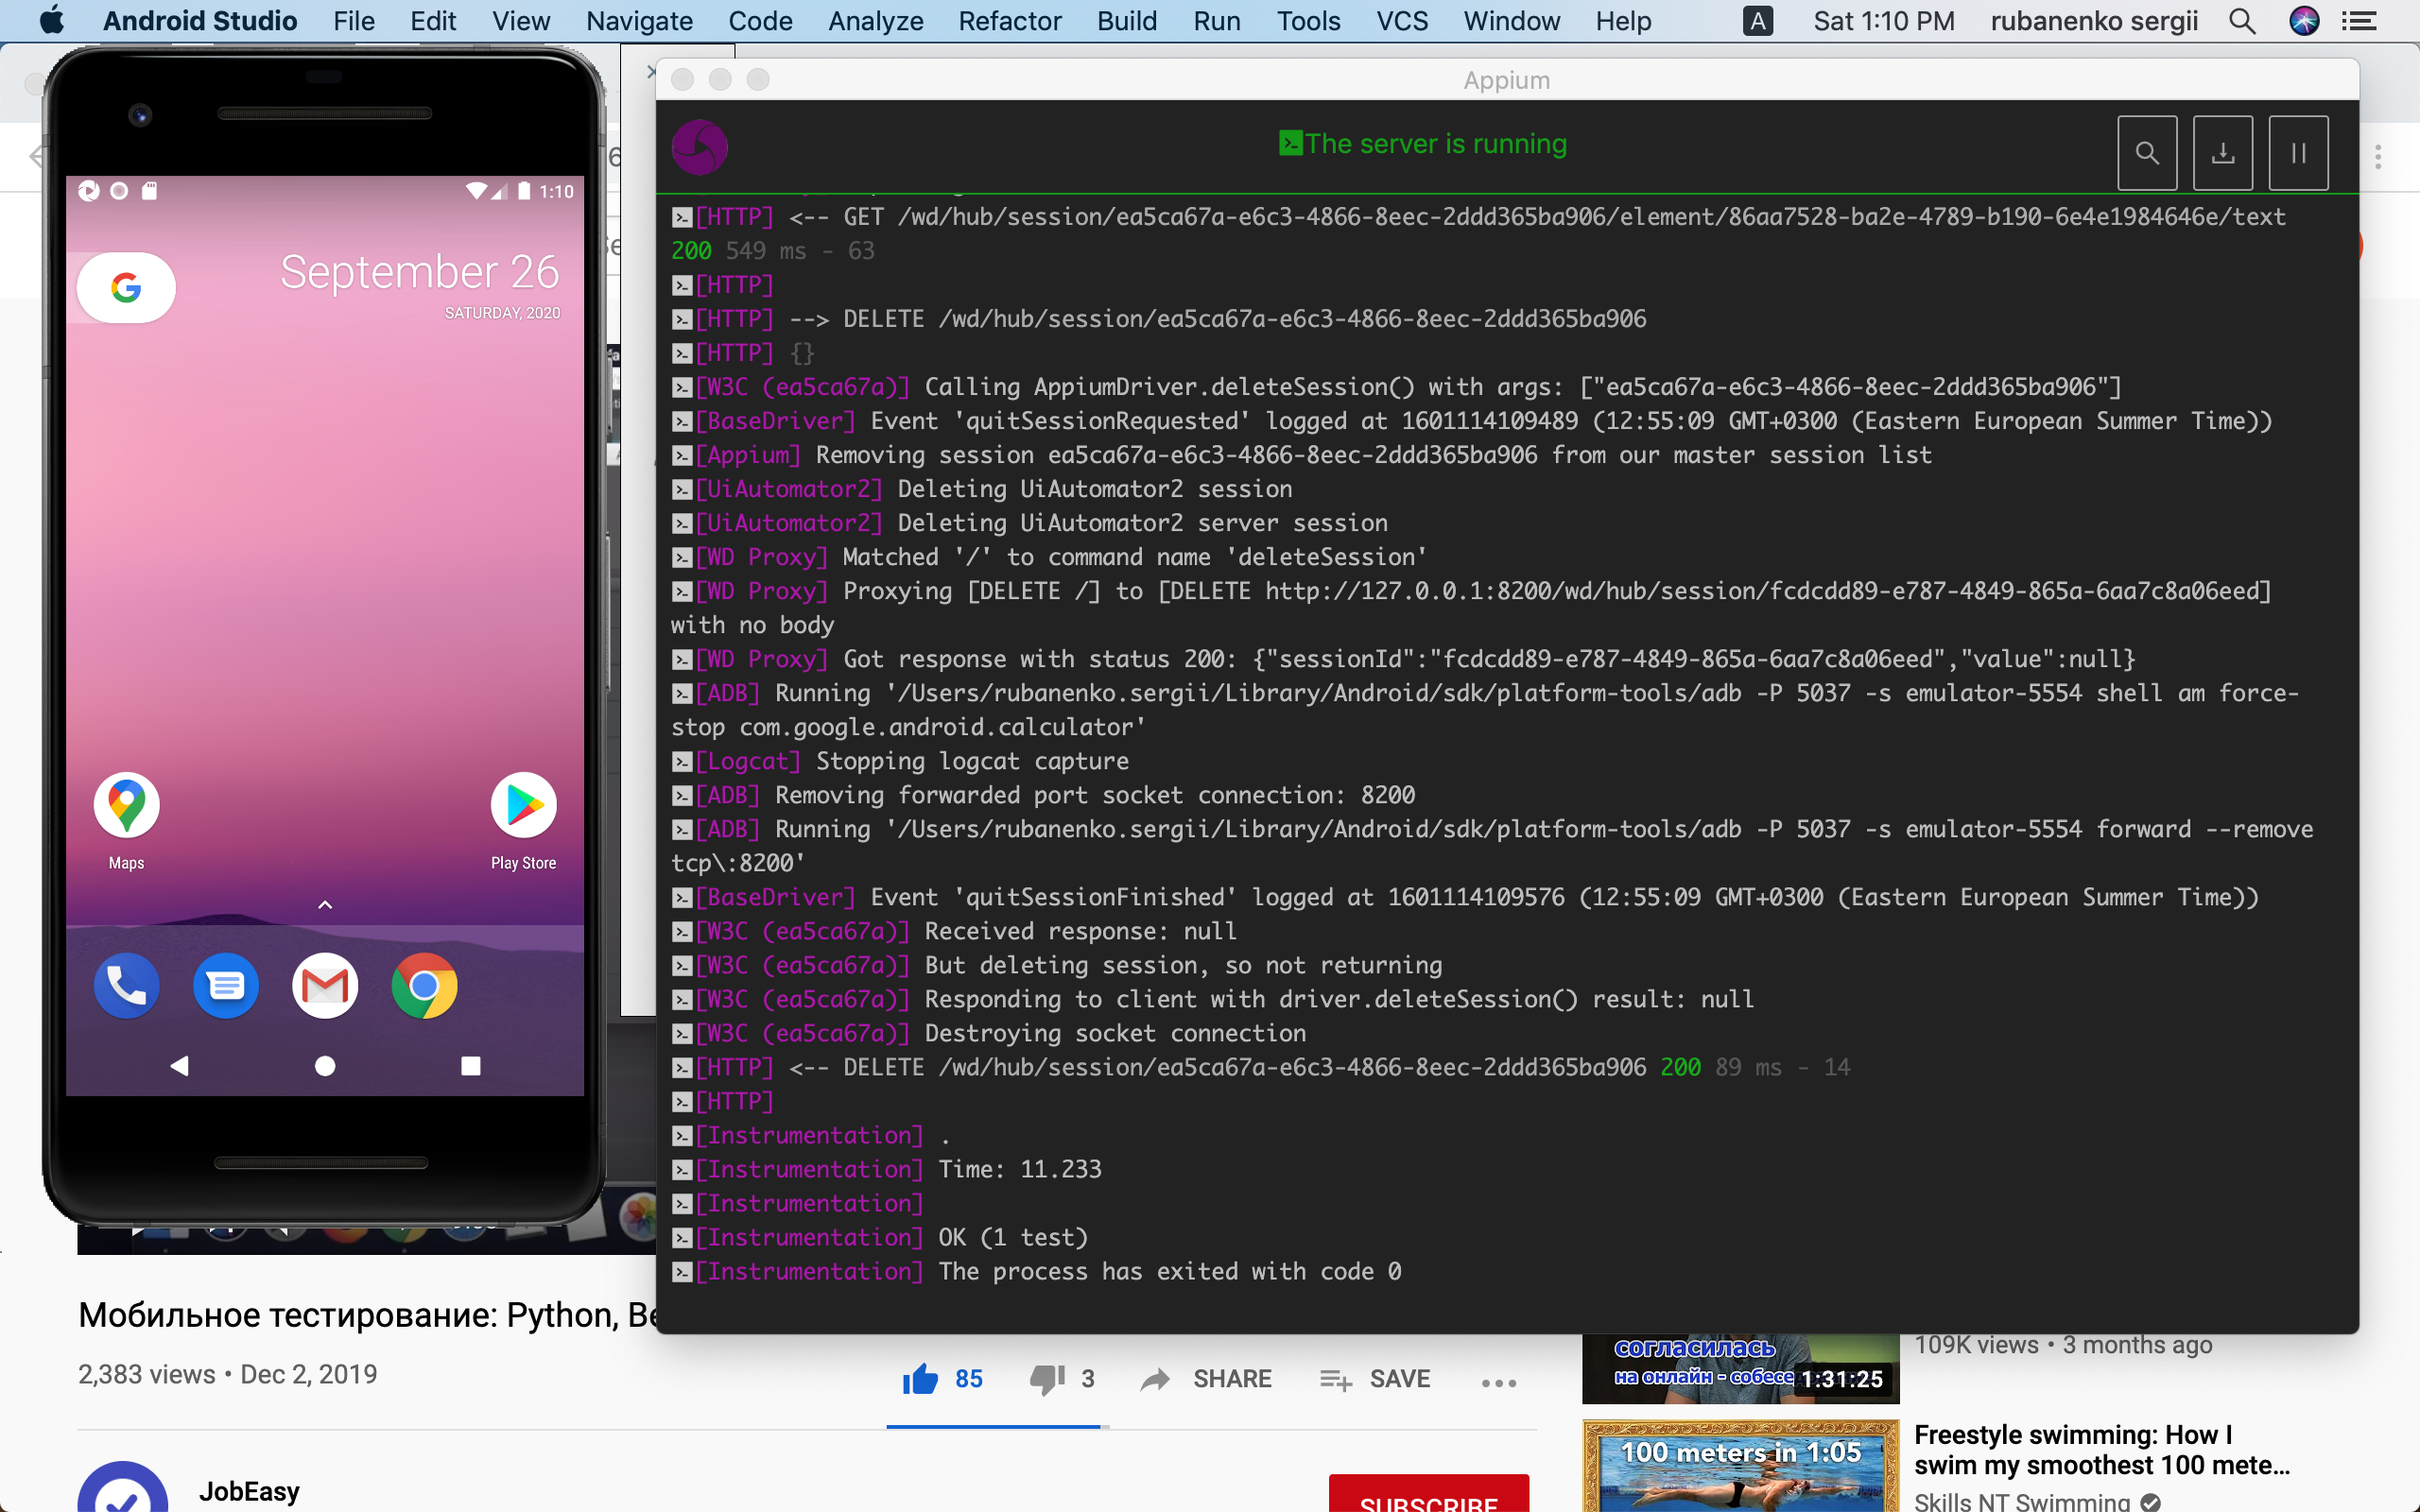 Android Studio File Edit View Navigate Code Analyze Refactor Build Run Tools VCS Window Help A Sat 1:10 PM rubanenko sergii
1:10
September 26
SATURDAY, 2020
Maps
Play Store
Appium
The server is running
[HTTP] <-- GET /wd/hub/session/ea5ca67a-e6c3-4866-8eec-2ddd365ba906/element/86aa7528-ba2e-4789-b190-6e4e1984646e/text
200 549 ms - 63
[HTTP]
[HTTP] --> DELETE /wd/hub/session/ea5ca67a-e6c3-4866-8eec-2ddd365ba906
[HTTP] {}
[W3C (ea5ca67a)] Calling AppiumDriver.deleteSession() with args: ["ea5ca67a-e6c3-4866-8eec-2ddd365ba906"]
[BaseDriver] Event 'quitSessionRequested' logged at 1601114109489 (12:55:09 GMT+0300 (Eastern European Summer Time))
[Appium] Removing session ea5ca67a-e6c3-4866-8eec-2ddd365ba906 from our master session list
[UiAutomator2] Deleting UiAutomator2 session
[UiAutomator2] Deleting UiAutomator2 server session
[WD Proxy] Matched '/' to command name 'deleteSession'
[WD Proxy] Proxying [DELETE /] to [DELETE http://127.0.0.1:8200/wd/hub/session/fcdcdd89-e787-4849-865a-6aa7c8a06eed]
with no body
[WD Proxy] Got response with status 200: {"sessionId":"fcdcdd89-e787-4849-865a-6aa7c8a06eed","value":null}
[ADB] Running '/Users/rubanenko.sergii/Library/Android/sdk/platform-tools/adb -P 5037 -s emulator-5554 shell am force-
stop com.google.android.calculator'
[Logcat] Stopping logcat capture
[ADB] Removing forwarded port socket connection: 8200
[ADB] Running '/Users/rubanenko.sergii/Library/Android/sdk/platform-tools/adb -P 5037 -s emulator-5554 forward --remove
tcp\:8200'
[BaseDriver] Event 'quitSessionFinished' logged at 1601114109576 (12:55:09 GMT+0300 (Eastern European Summer Time))
[W3C (ea5ca67a)] Received response: null
[W3C (ea5ca67a)] But deleting session, so not returning
[W3C (ea5ca67a)] Responding to client with driver.deleteSession() result: null
[W3C (ea5ca67a)] Destroying socket connection
[HTTP] <-- DELETE /wd/hub/session/ea5ca67a-e6c3-4866-8eec-2ddd365ba906 200 89 ms - 14
[HTTP]
[Instrumentation] .
[Instrumentation] Time: 11.233
[Instrumentation]
[Instrumentation] OK (1 test)
[Instrumentation] The process has exited with code 0
Мобильное тестирование: Python, Be
2,383 views • Dec 2, 2019
85 3 SHARE SAVE
JobEasy
SUBSCRIBE
согласилась
на онлайн - собесе
1:31:25
109K views • 3 months ago
100 meters in 1:05
Freestyle swimming: How I
swim my smoothest 100 mete...
Skills NT Swimming